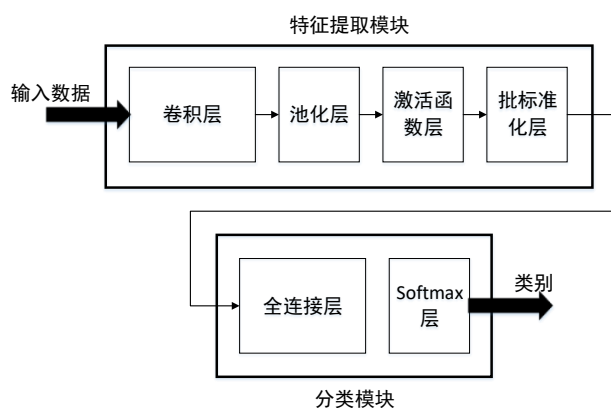 特征提取模块
输入数据
卷积层
池化层
激活函
数层
批标准
化层
全连接层
Softmax
层
类别
分类模块